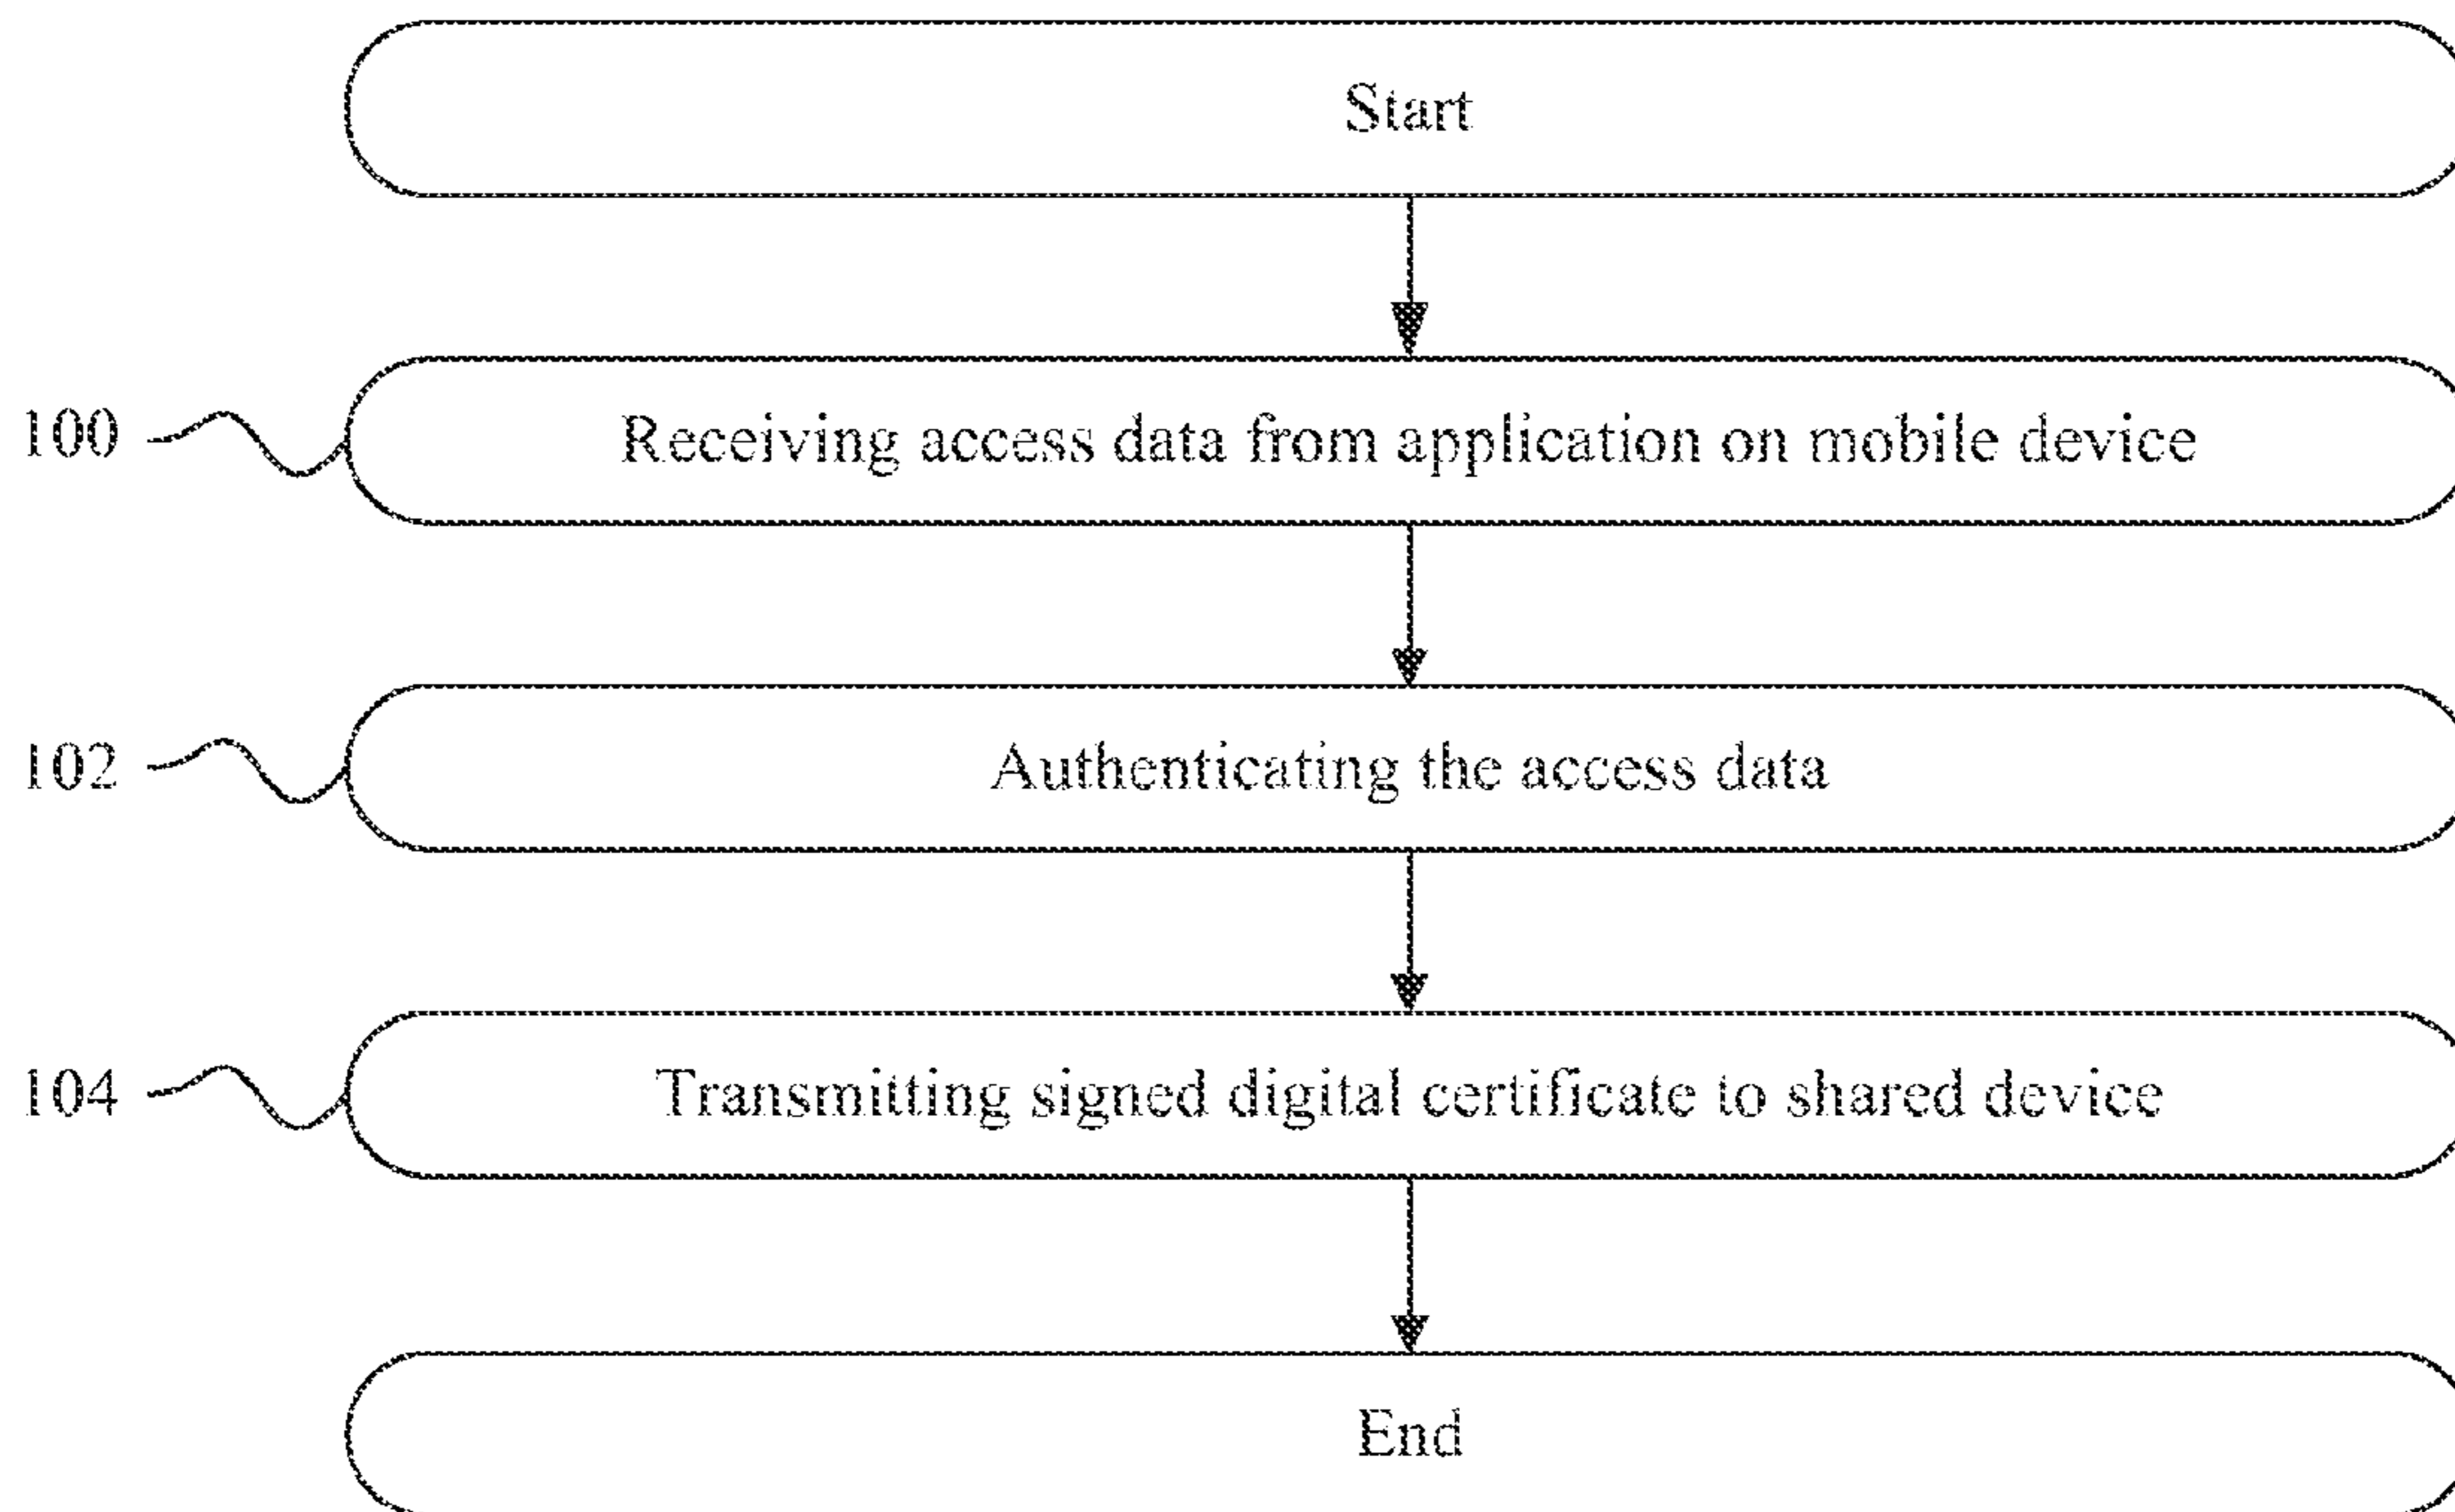 Start
100 Receiving access data from application on mobile device
102 Authenticating the access data
104 Transmitting signed digital certificate to shared device
End